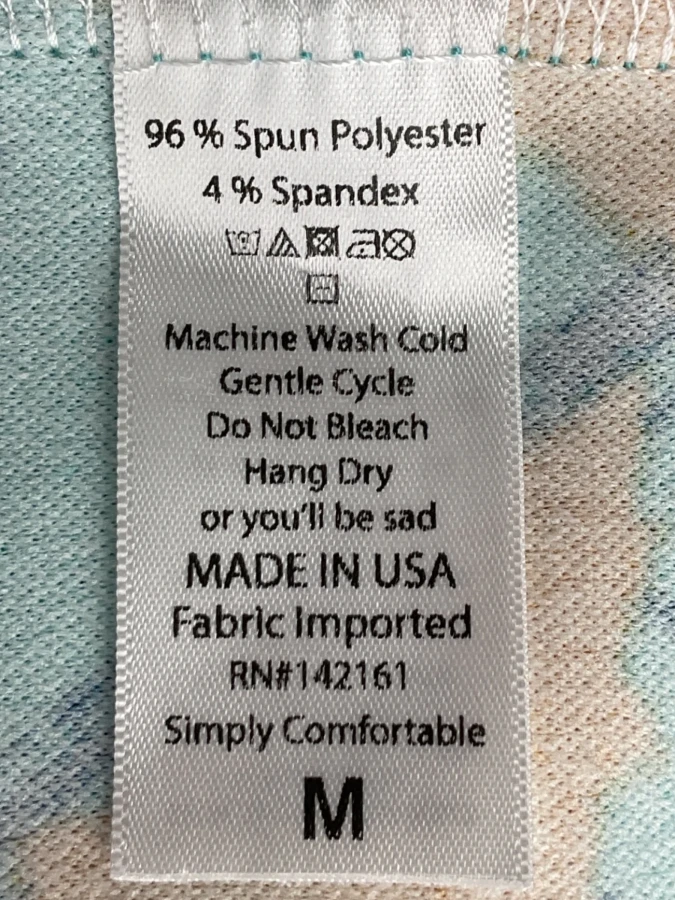 96 % Spun Polyester
4 % Spandex
Machine Wash Cold
Gentle Cycle
Do Not Bleach
Hang Dry
or you'll be sad
MADE IN USA
Fabric Imported
RN#142161
Simply Comfortable
M